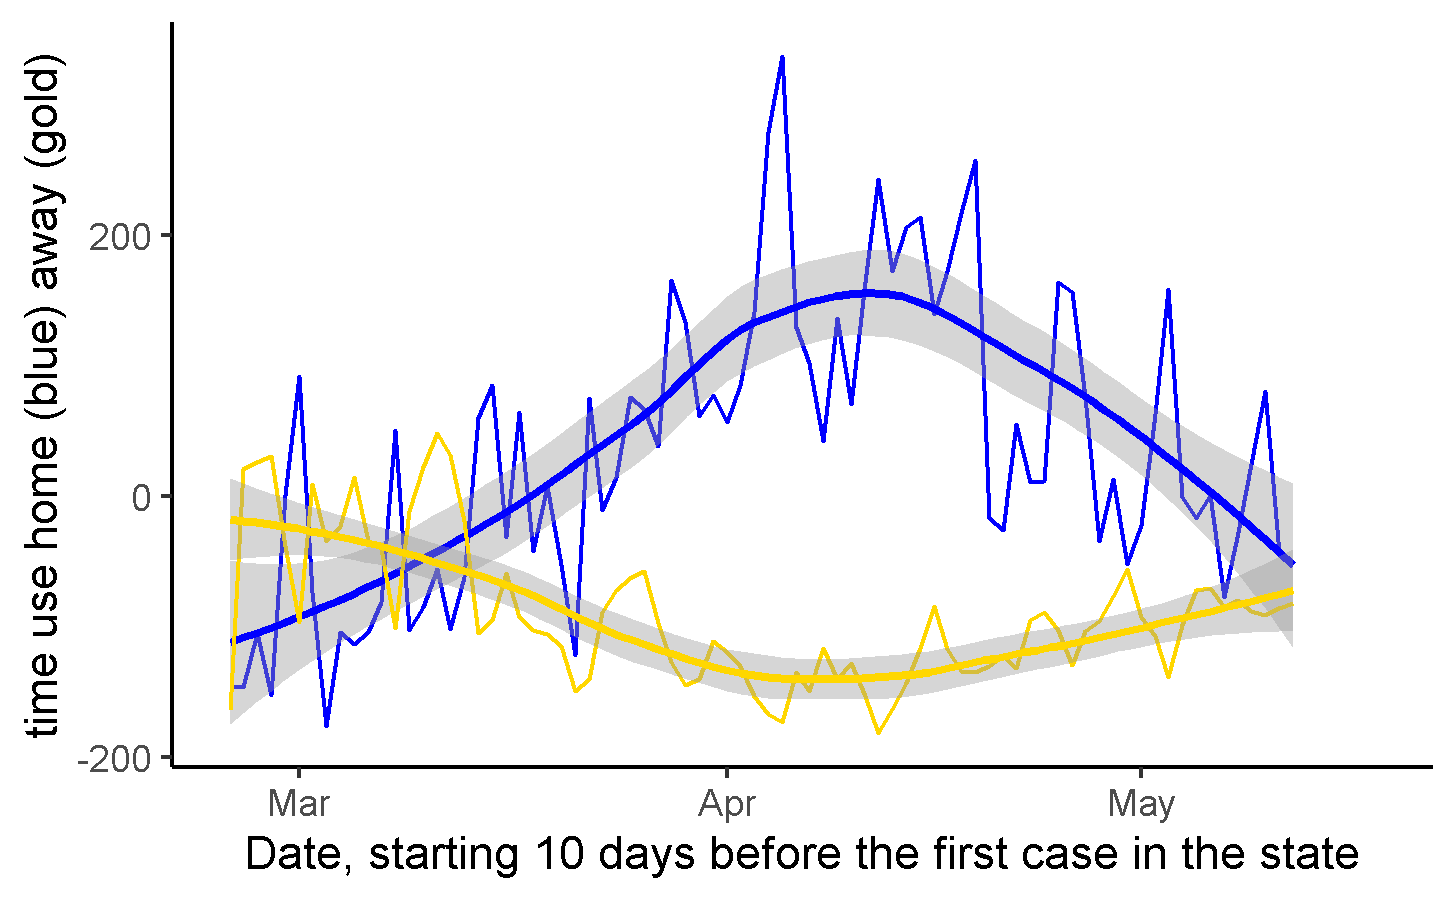 time use home (blue) away (gold)
200
0
-200
Mar
Apr
May
Date, starting 10 days before the first case in the state